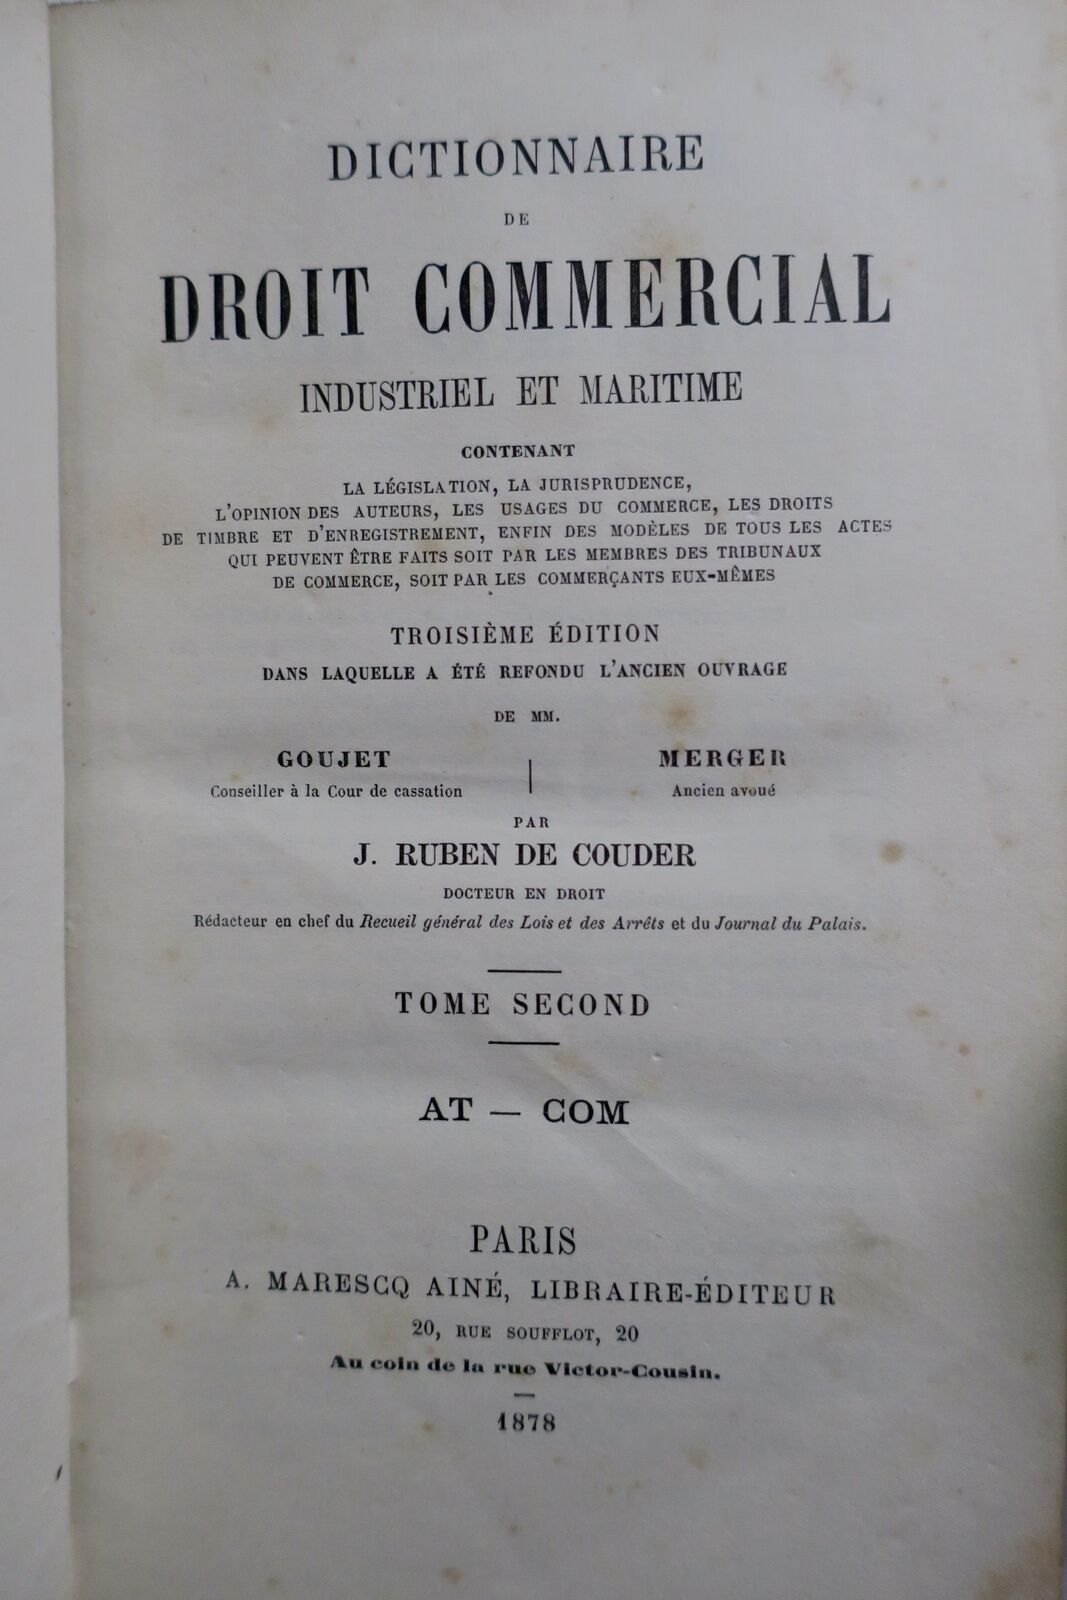 DICTIONNAIRE
DE
DROIT COMMERCIAL
INDUSTRIEL ET MARITIME
CONTENANT
LA LÉGISLATION, LA JURISPRUDENCE,
L'OPINION DES AUTEURS, LES USAGES DU COMMERCE, LES DROITS
DE TIMBRE ET D'ENREGISTREMENT, ENFIN DES MODÈLES DE TOUS LES ACTES
QUI PEUVENT ÊTRE FAITS SOIT PAR LES MEMBRES DES TRIBUNAUX
DE COMMERCE, SOIT PAR LES COMMERÇANTS EUX-MÊMES
TROISIÈME ÉDITION
DANS LAQUELLE A ÉTÉ REFONDU L'ANCIEN OUVRAGE
DE MM.
GOUJET | MERGER
Conseiller à la Cour de cassation | Ancien avoué
PAR
J. RUBEN DE COUDER
DOCTEUR EN DROIT
Rédacteur en chef du Recueil général des Lois et des Arrêts et du Journal du Palais.
TOME SECOND
AT — COM
PARIS
A. MARESCQ AINÉ, LIBRAIRE-ÉDITEUR
20, RUE SOUFFLOT, 20
Au coin de la rue Victor-Cousin.
1878